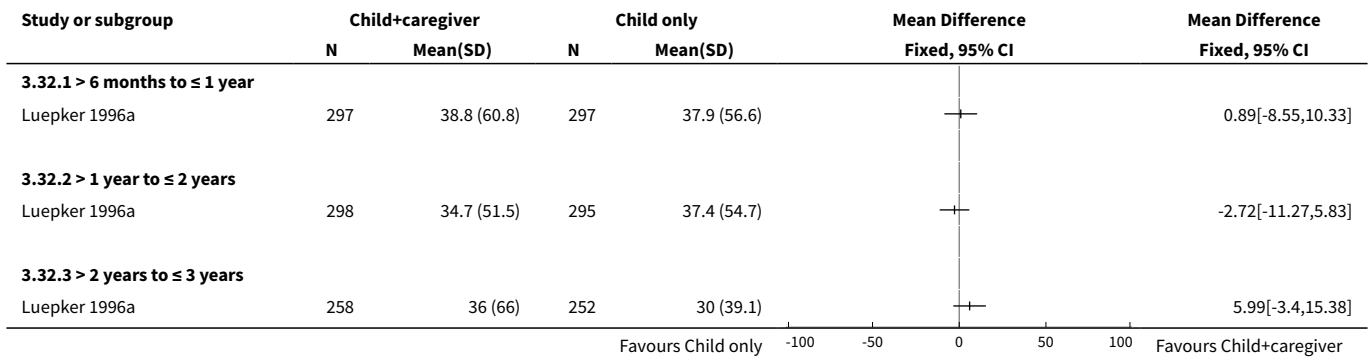 Study or subgroup Child+caregiver Child only Mean Difference Mean Difference
N Mean(SD) N Mean(SD) Fixed, 95% CI Fixed, 95% CI
3.32.1 > 6 months to ≤ 1 year
Luepker 1996a 297 38.8 (60.8) 297 37.9 (56.6) 0.89[-8.55,10.33]
3.32.2 > 1 year to ≤ 2 years
Luepker 1996a 298 34.7 (51.5) 295 37.4 (54.7) -2.72[-11.27,5.83]
3.32.3 > 2 years to ≤ 3 years
Luepker 1996a 258 36 (66) 252 30 (39.1) 5.99[-3.4,15.38]
Favours Child only -100 -50 0 50 100 Favours Child+caregiver